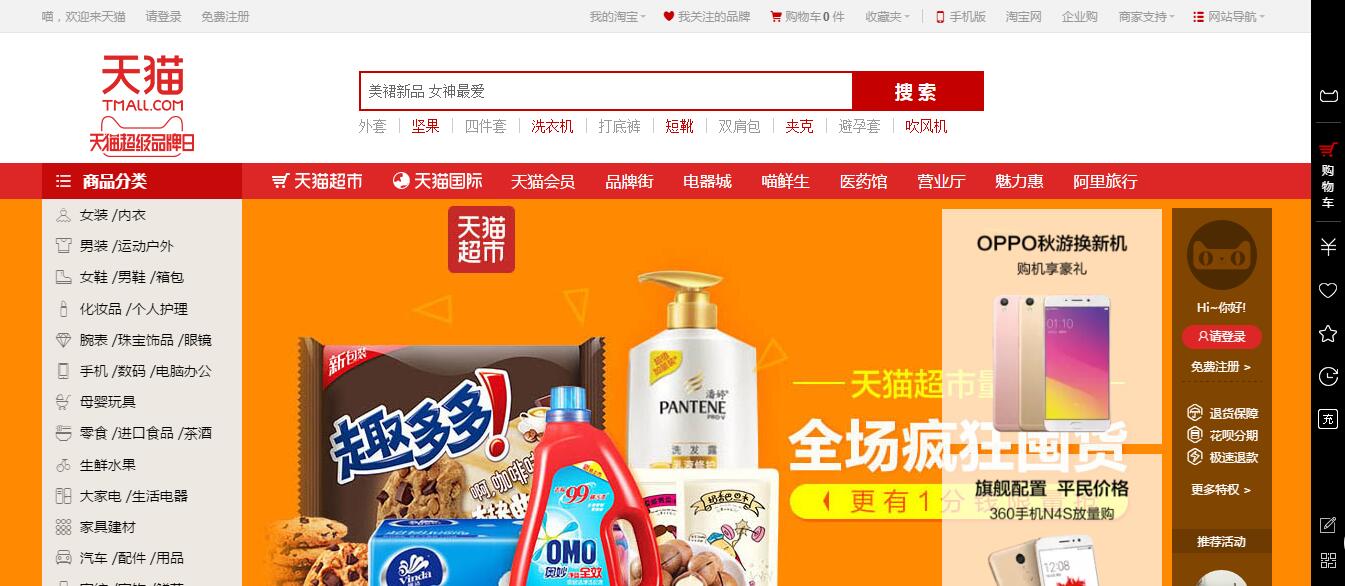 喵，欢迎来天猫 请登录 免费注册 我的淘宝 我关注的品牌 购物车0件 收藏夹 手机版 淘宝网 企业购 商家支持 网站导航
天猫
TMALL.COM
天猫超级品牌日
美裙新品 女神最爱 搜索
外套 坚果 四件套 洗衣机 打底裤 短靴 双肩包 夹克 避孕套 吹风机
商品分类 天猫超市 天猫国际 天猫会员 品牌街 电器城 喵鲜生 医药馆 营业厅 魅力惠 阿里旅行
女装 /内衣
男装 /运动户外
女鞋 /男鞋 /箱包
化妆品 /个人护理
腕表 /珠宝饰品 /眼镜
手机 /数码 /电脑办公
母婴玩具
零食 /进口食品 /茶酒
生鲜水果
大家电 /生活电器
家具建材
汽车 /配件 /用品
天猫
超市
新包装
趣多多!
PANTENE
PRO-V
洗发露
99
OMO
奥妙
全效
Vinda
天猫超市
全场疯狂囤货
更有1分钱
OPPO秋游换新机
购机享豪礼
01:10
旗舰配置 平民价格
360手机N4S放量购
12:08
Hi~你好!
请登录
免费注册 >
退货保障
花呗分期
极速退款
更多特权 >
推荐活动
购物车
充